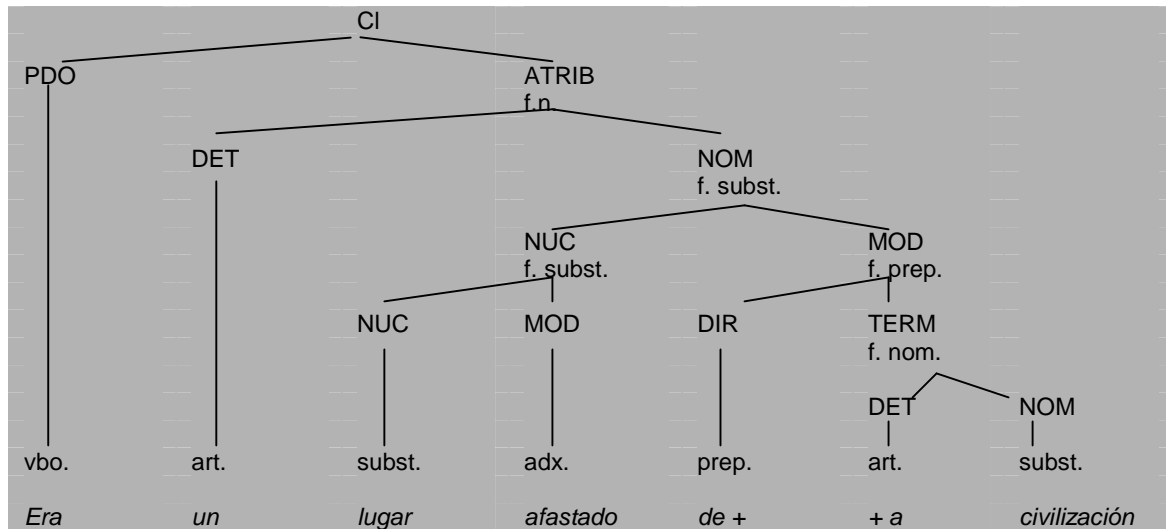 Cl
PDO ATRIB
f.n.
DET NOM
f. subst.
NUC MOD
f. subst. f. prep.
NUC MOD DIR TERM
f. nom.
DET NOM
vbo. art. subst. adx. prep. art. subst.
Era un lugar afastado de + + a civilización